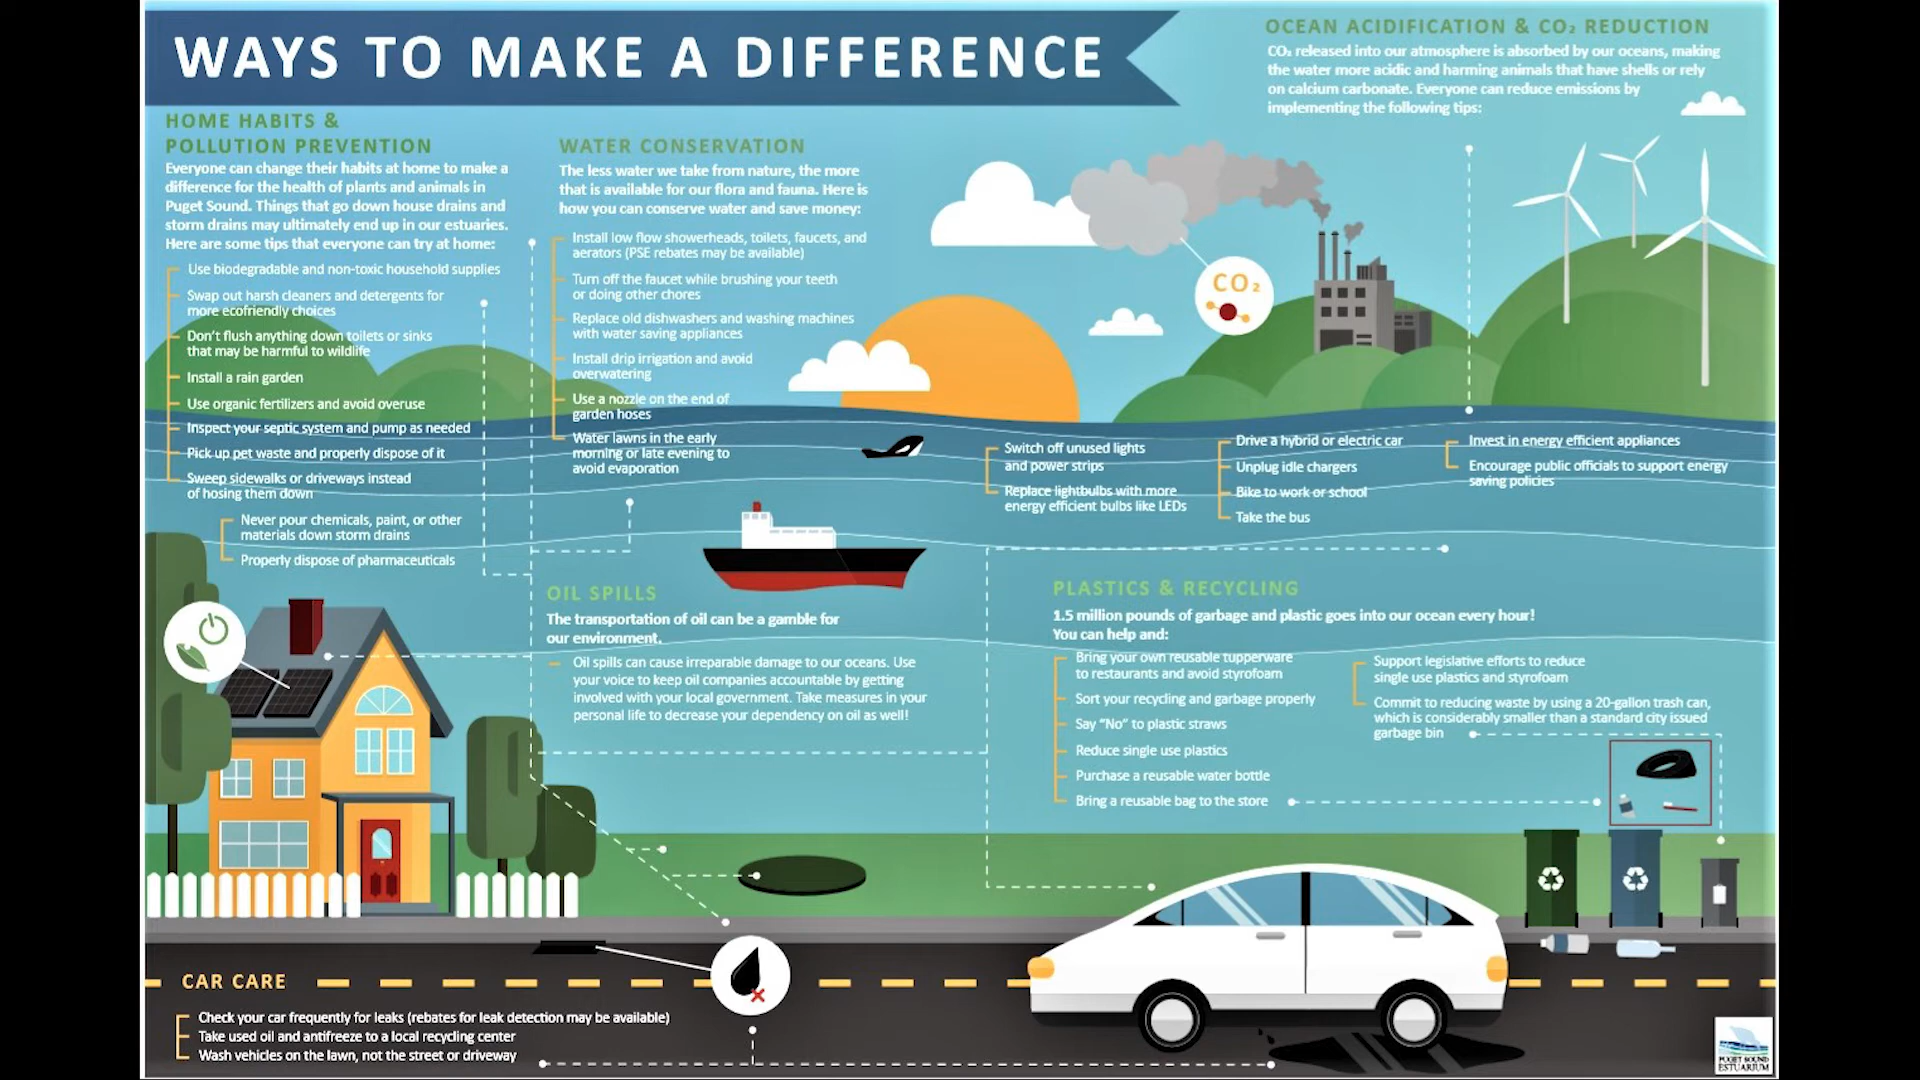 WAYS TO MAKE A DIFFERENCE
OCEAN ACIDIFICATION & CO₂ REDUCTION
CO₂ released into our atmosphere is absorbed by our oceans, making
the water more acidic and harming animals that have shells or rely
on calcium carbonate. Everyone can reduce emissions by
implementing the following tips:
HOME HABITS &
POLLUTION PREVENTION
Everyone can change their habits at home to make a
difference for the health of plants and animals in
Puget Sound. Things that go down house drains and
storm drains may ultimately end up in our estuaries.
Here are some tips that everyone can try at home:
Use biodegradable and non-toxic household supplies
Swap out harsh cleaners and detergents for
more ecofriendly choices
Don't flush anything down toilets or sinks
that may be harmful to wildlife
Install a rain garden
Use organic fertilizers and avoid overuse
Inspect your septic system and pump as needed
Pick up pet waste and properly dispose of it
Sweep sidewalks or driveways instead
of hosing them down
Never pour chemicals, paint, or other
materials down storm drains
Properly dispose of pharmaceuticals
WATER CONSERVATION
The less water we take from nature, the more
that is available for our flora and fauna. Here is
how you can conserve water and save money:
Install low flow showerheads, toilets, faucets, and
aerators (PSE rebates may be available)
Turn off the faucet while brushing your teeth
or doing other chores
Replace old dishwashers and washing machines
with water saving appliances
Install drip irrigation and avoid
overwatering
Use a nozzle on the end of
garden hoses
Water lawns in the early
morning or late evening to
avoid evaporation
CO₂
Switch off unused lights
and power strips
Replace lightbulbs with more
energy efficient bulbs like LEDs
Drive a hybrid or electric car
Unplug idle chargers
Bike to work or school
Take the bus
Invest in energy efficient appliances
Encourage public officials to support energy
saving policies
OIL SPILLS
The transportation of oil can be a gamble for
our environment.
Oil spills can cause irreparable damage to our oceans. Use
your voice to keep oil companies accountable by getting
involved with your local government. Take measures in your
personal life to decrease your dependency on oil as well!
PLASTICS & RECYCLING
1.5 million pounds of garbage and plastic goes into our ocean every hour!
You can help and:
Bring your own reusable tupperware
to restaurants and avoid styrofoam
Sort your recycling and garbage properly
Say "No" to plastic straws
Reduce single use plastics
Purchase a reusable water bottle
Bring a reusable bag to the store
Support legislative efforts to reduce
single use plastics and styrofoam
Commit to reducing waste by using a 20-gallon trash can,
which is considerably smaller than a standard city issued
garbage bin
CAR CARE
Check your car frequently for leaks (rebates for leak detection may be available)
Take used oil and antifreeze to a local recycling center
Wash vehicles on the lawn, not the street or driveway
PUGET SOUND
ESTUARIUM